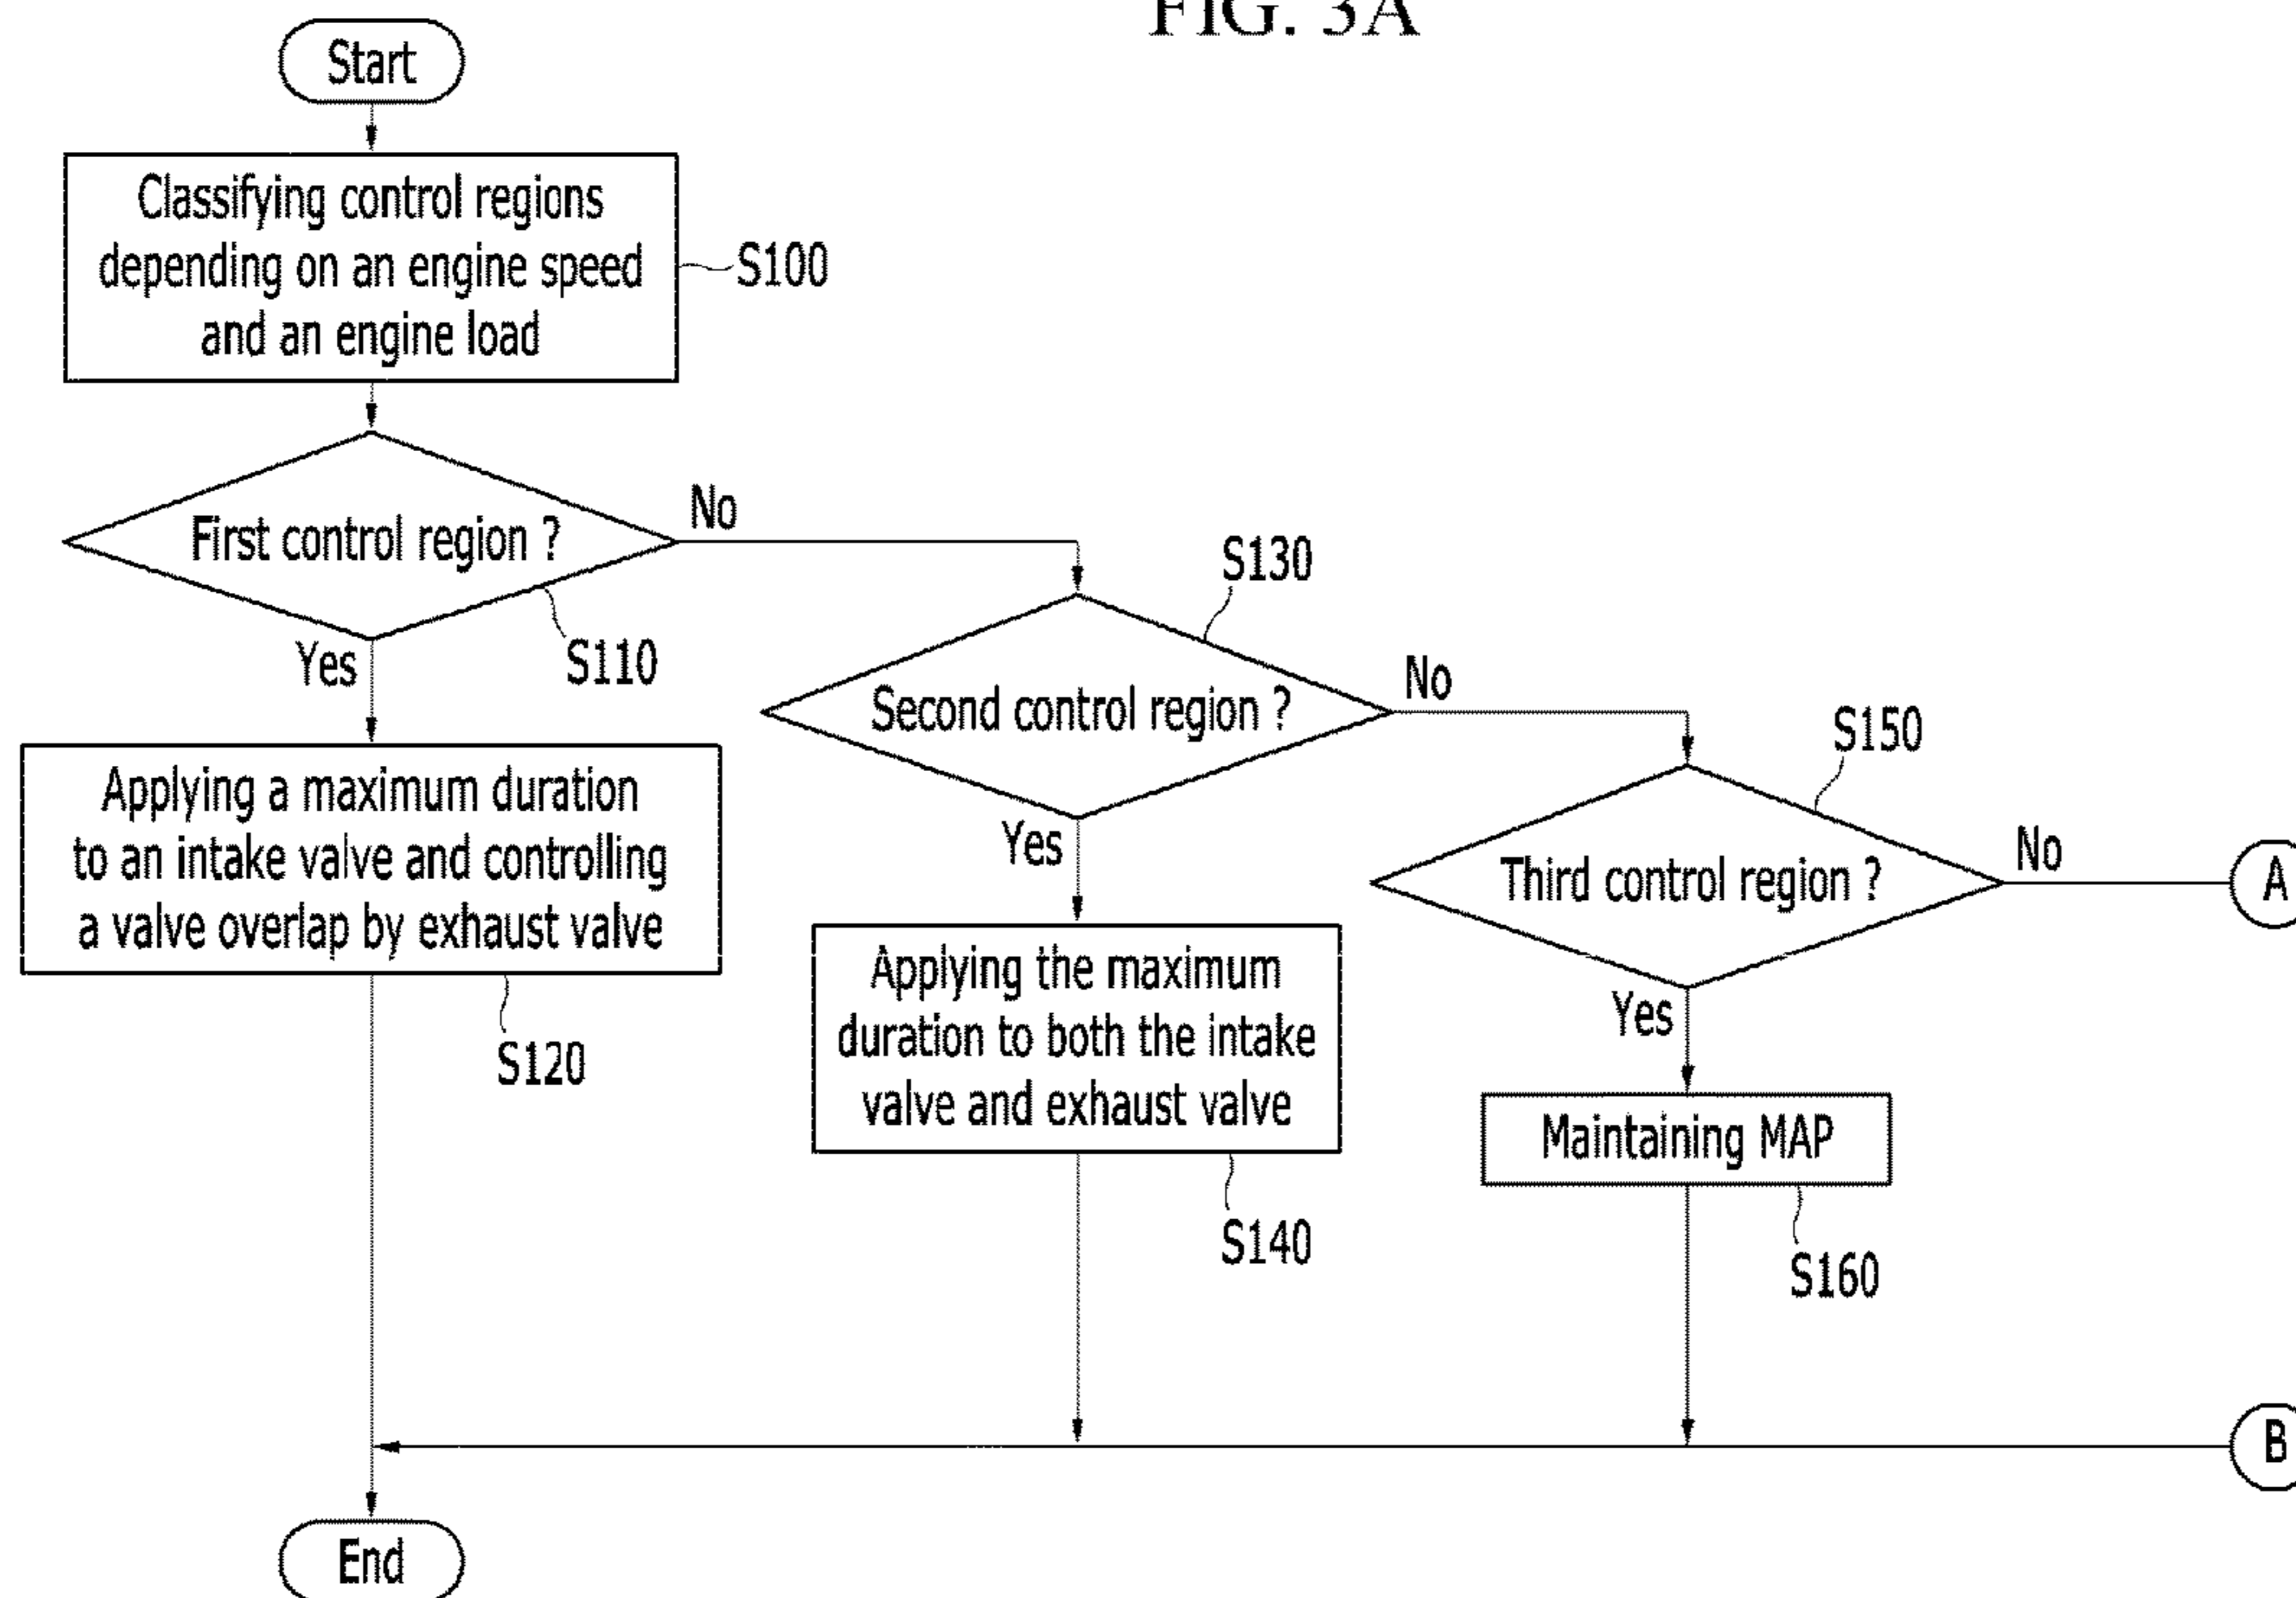 FIG. 3A
Start
Classifying control regions
depending on an engine speed
and an engine load
S100
First control region ?
No
S110
Yes
S130
Second control region ?
No
Yes
S150
Third control region ?
No
A
Yes
Applying a maximum duration
to an intake valve and controlling
a valve overlap by exhaust valve
S120
Applying the maximum
duration to both the intake
valve and exhaust valve
S140
Maintaining MAP
S160
B
End